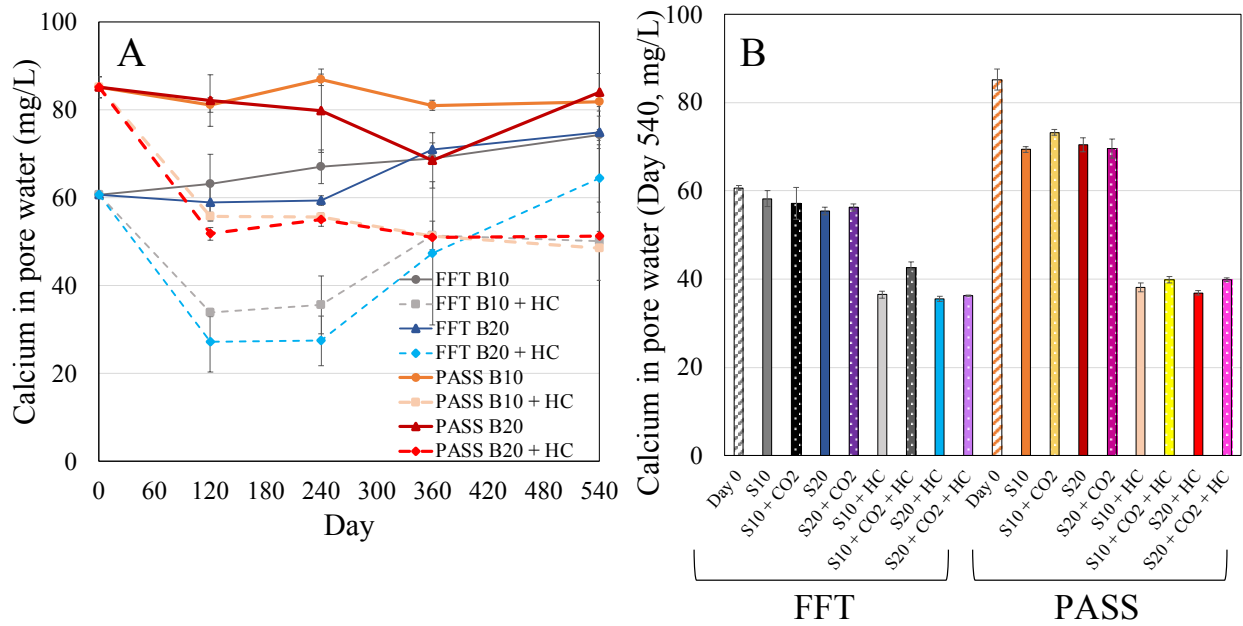 A
Calcium in pore water (mg/L)
100
80
60
40
20
0
FFT B10
FFT B10 + HC
FFT B20
FFT B20 + HC
PASS B10
PASS B10 + HC
PASS B20
PASS B20 + HC
0 60 120 180 240 300 360 420 480 540
Day
B
Calcium in pore water (Day 540, mg/L)
100
80
60
40
20
0
Day 0
S10
S10 + CO2
S20
S20 + CO2
S10 + HC
S10 + CO2 + HC
S20 + HC
S20 + CO2 + HC
Day 0
S10
S10 + CO2
S20
S20 + CO2
S10 + HC
S10 + CO2 + HC
S20 + HC
S20 + CO2 + HC
FFT
PASS